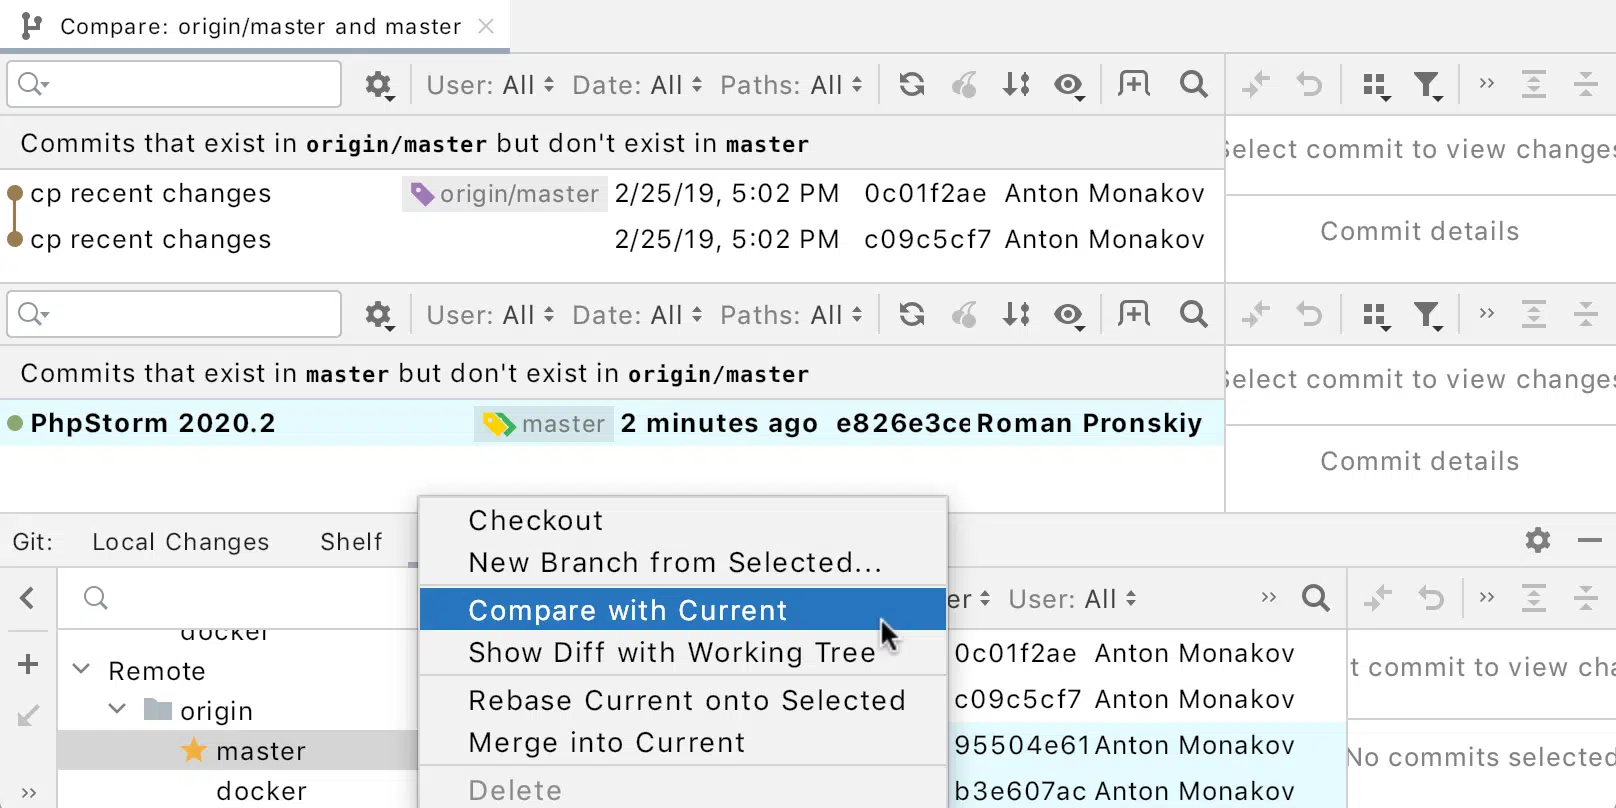 Compare: origin/master and master
User: All Date: All Paths: All
Commits that exist in origin/master but don't exist in master
Select commit to view changes
cp recent changes origin/master 2/25/19, 5:02 PM 0c01f2ae Anton Monakov
cp recent changes 2/25/19, 5:02 PM c09c5cf7 Anton Monakov
Commit details
User: All Date: All Paths: All
Commits that exist in master but don't exist in origin/master
Select commit to view changes
PhpStorm 2020.2 master 2 minutes ago e826e3ce Roman Pronskiy
Commit details
Git: Local Changes Shelf
Checkout
New Branch from Selected...
Compare with Current
Show Diff with Working Tree
Rebase Current onto Selected
Merge into Current
Delete
er User: All
docker
Remote
origin
master
docker
0c01f2ae Anton Monakov
c09c5cf7 Anton Monakov
95504e61 Anton Monakov
b3e607ac Anton Monakov
t commit to view cha
No commits selected